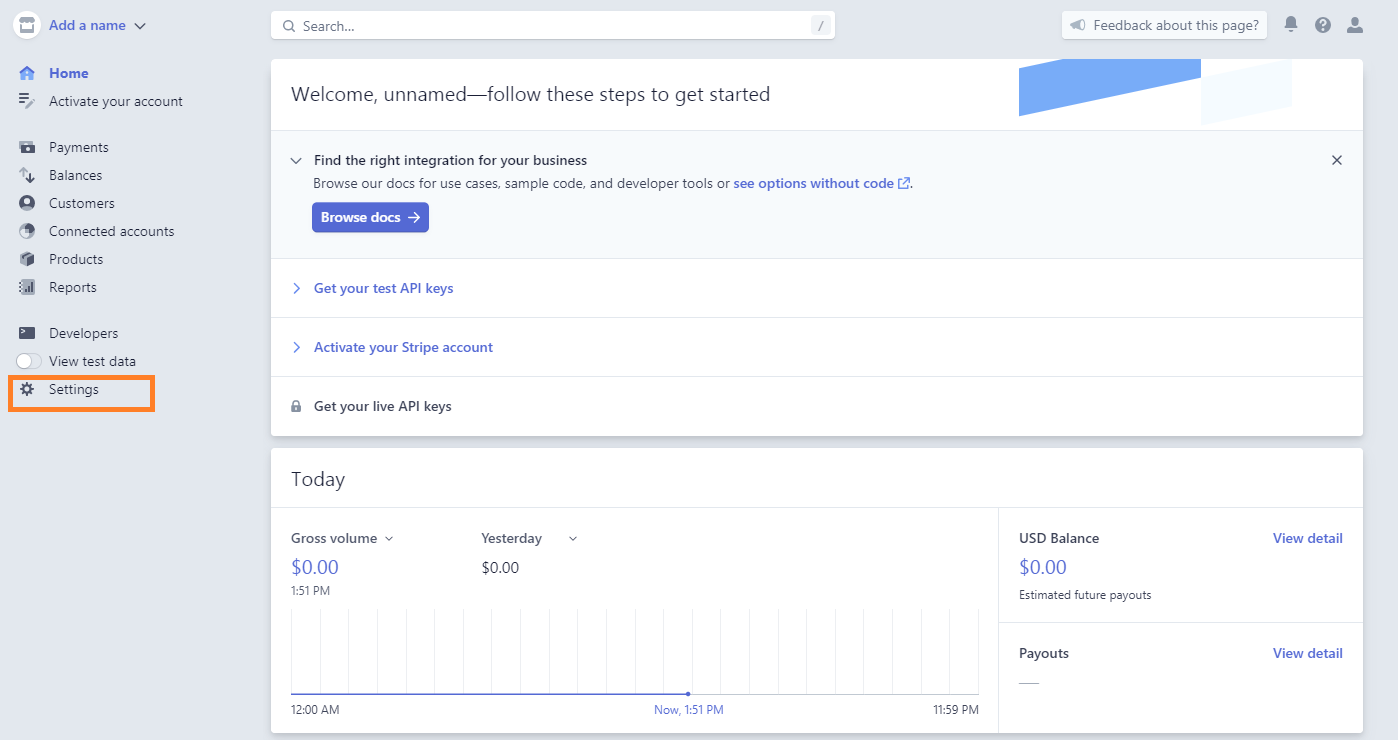 Add a name
Search...
/
Feedback about this page?
Home
Activate your account
Payments
Balances
Customers
Connected accounts
Products
Reports
Developers
View test data
Settings
Welcome, unnamed—follow these steps to get started
Find the right integration for your business
Browse our docs for use cases, sample code, and developer tools or see options without code.
Browse docs
Get your test API keys
Activate your Stripe account
Get your live API keys
Today
Gross volume
Yesterday
$0.00
$0.00
1:51 PM
12:00 AM
Now, 1:51 PM
11:59 PM
USD Balance
View detail
$0.00
Estimated future payouts
Payouts
View detail
—